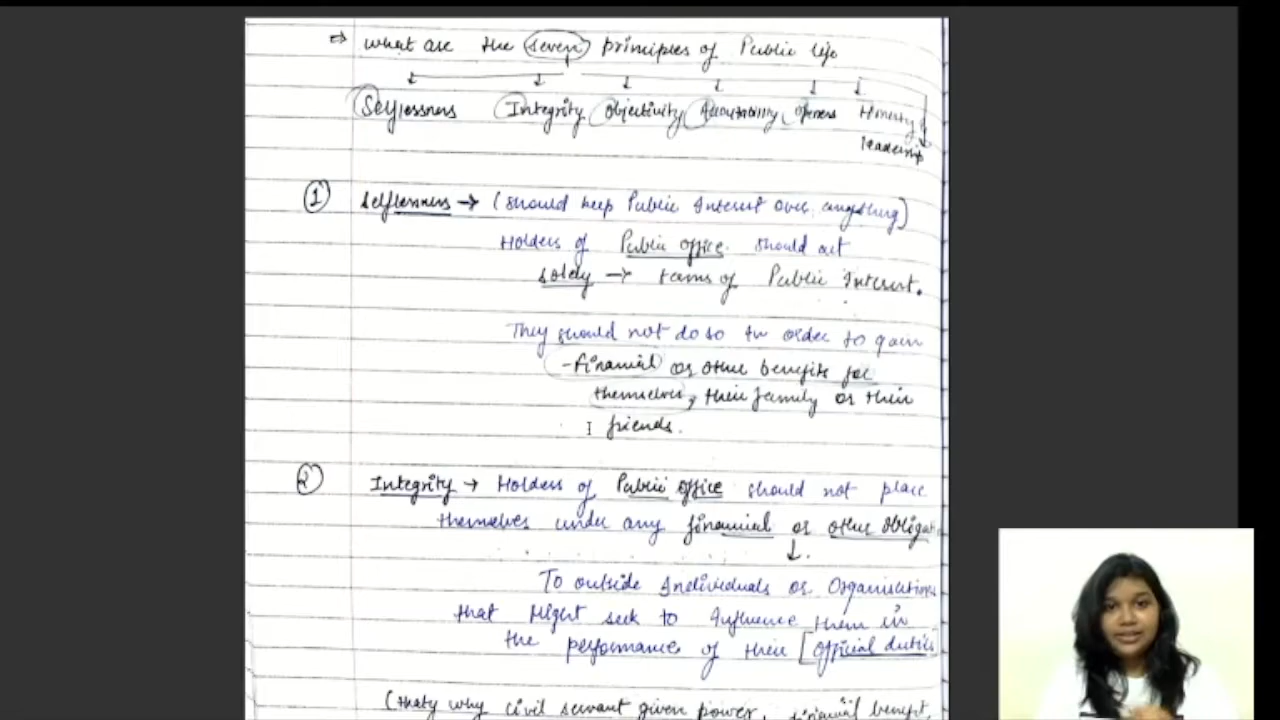 ⇒ what are the seven principles of Public life
Selflessness Integrity Objectivity Accountability Openness Honesty
leadership
① Selflessness → (should keep Public Interest over anything)
Holders of Public office should act
solely → terms of Public Interest.
They should not do so in order to gain
financial or other benefits for
themselves, their family or their
friends.
② Integrity → Holders of Public office should not place
themselves under any financial or other obligat
To outside Individuals or Organisations
that Might seek to Influence them in
the performance of their [official duties
(thats why civil servant given power, financial benefit,